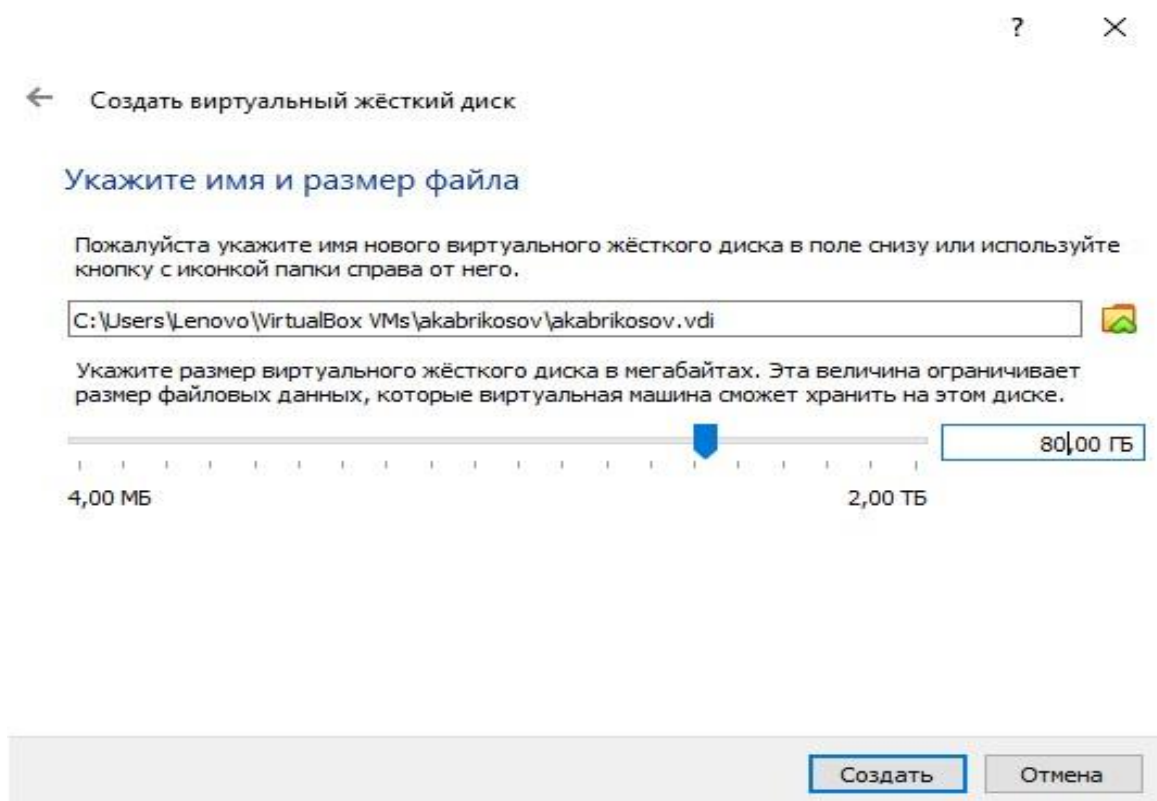 ?
Создать виртуальный жёсткий диск
Укажите имя и размер файла
Пожалуйста укажите имя нового виртуального жёсткого диска в поле снизу или используйте
кнопку с иконкой папки справа от него.
C:\Users\Lenovo\VirtualBox VMs\akabrikosov\akabrikosov.vdi
Укажите размер виртуального жёсткого диска в мегабайтах. Эта величина ограничивает
размер файловых данных, которые виртуальная машина сможет хранить на этом диске.
80,00 ГБ
4,00 МБ 2,00 ТБ
Создать Отмена